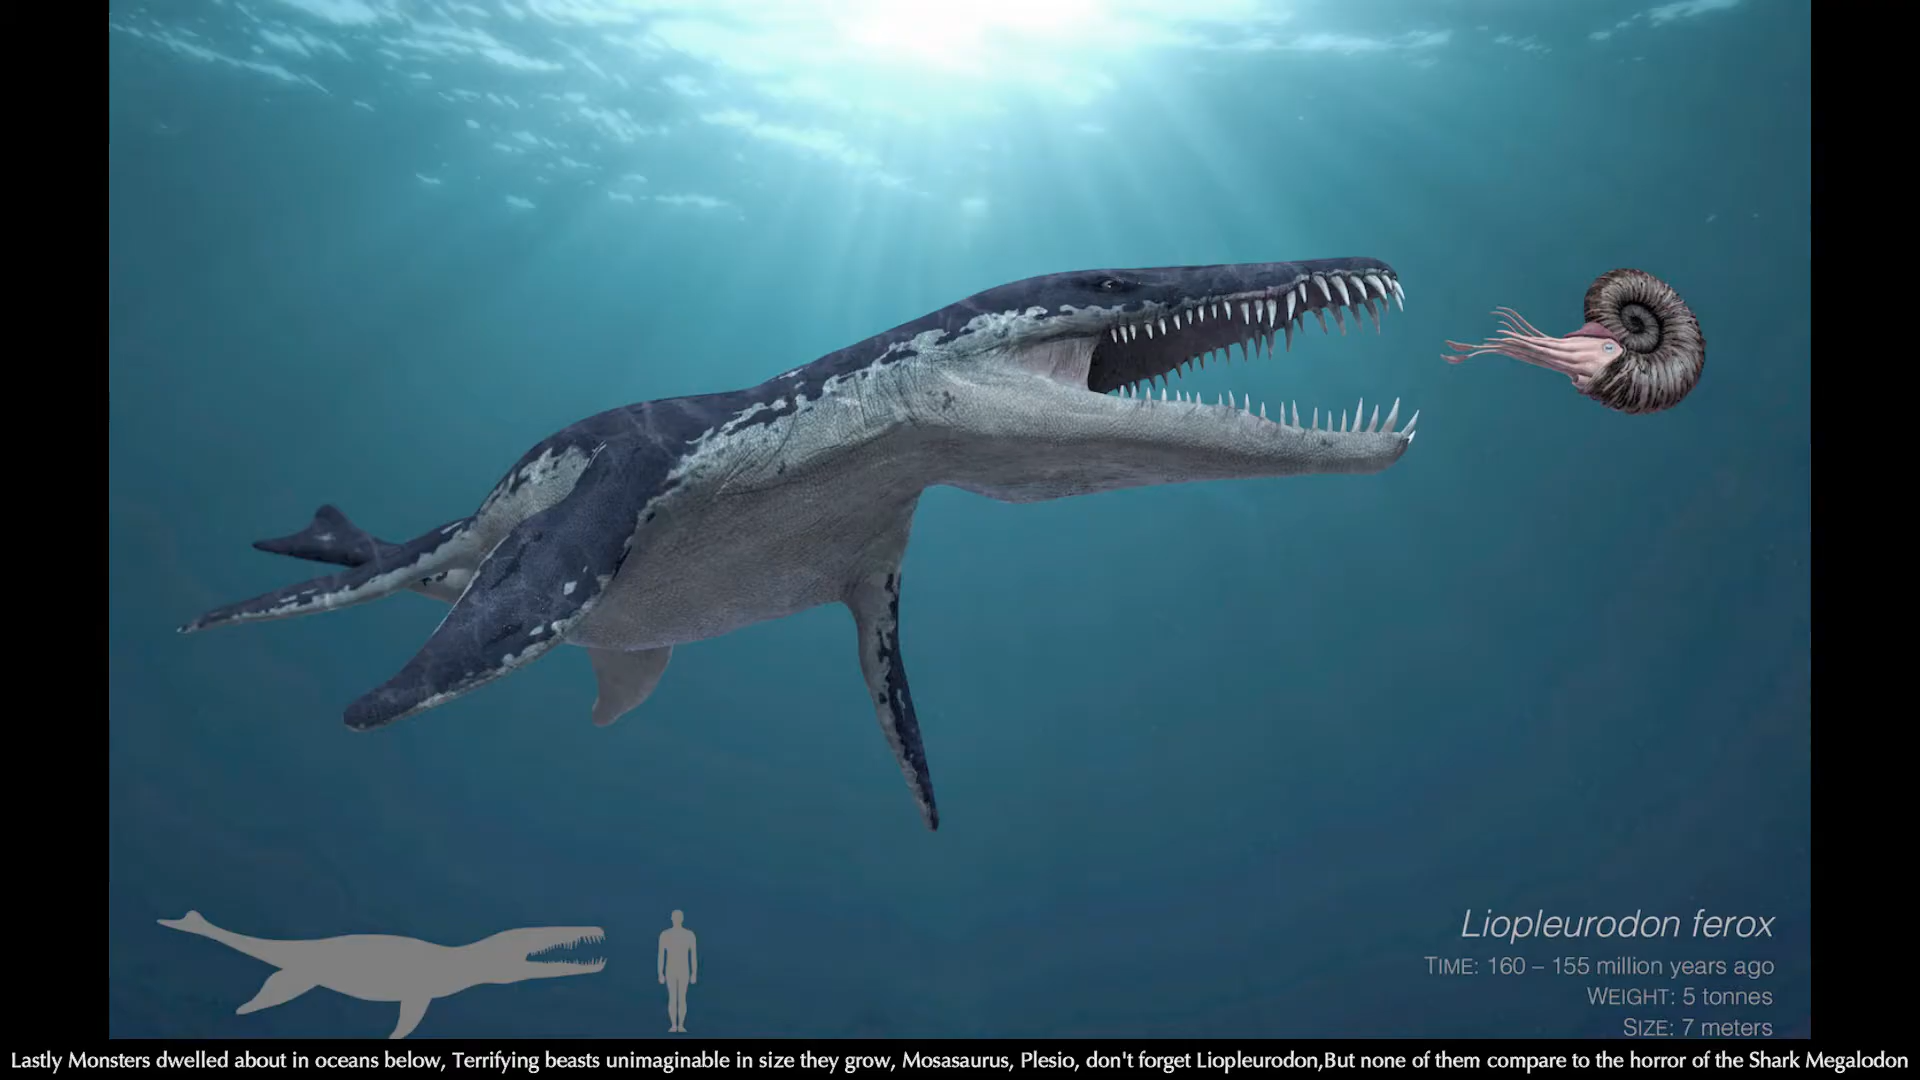 Liopleurodon ferox
TIME: 160 – 155 million years ago
WEIGHT: 5 tonnes
SIZE: 7 meters
Lastly Monsters dwelled about in oceans below, Terrifying beasts unimaginable in size they grow, Mosasaurus, Plesio, don't forget Liopleurodon,But none of them compare to the horror of the Shark Megalodon